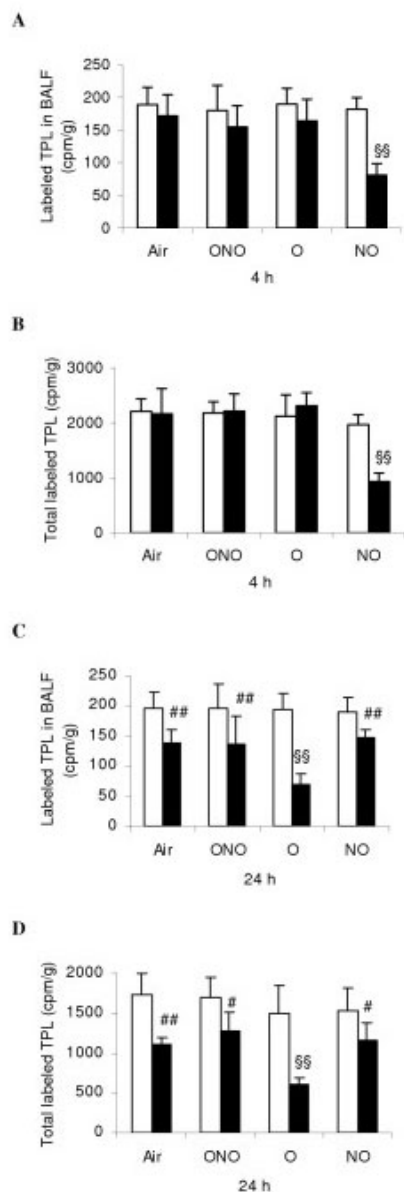 A
Labeled TPL in BALF
(cpm/g)
250
200
150
100
50
0
§§
Air ONO O NO
4 h
B
Total labeled TPL (cpm/g)
3000
2000
1000
0
§§
Air ONO O NO
4 h
C
Labeled TPL in BALF
(cpm/g)
250
200
150
100
50
0
## ## §§ ##
Air ONO O NO
24 h
D
Total labeled TPL (cpm/g)
2000
1500
1000
500
0
## # §§ #
Air ONO O NO
24 h